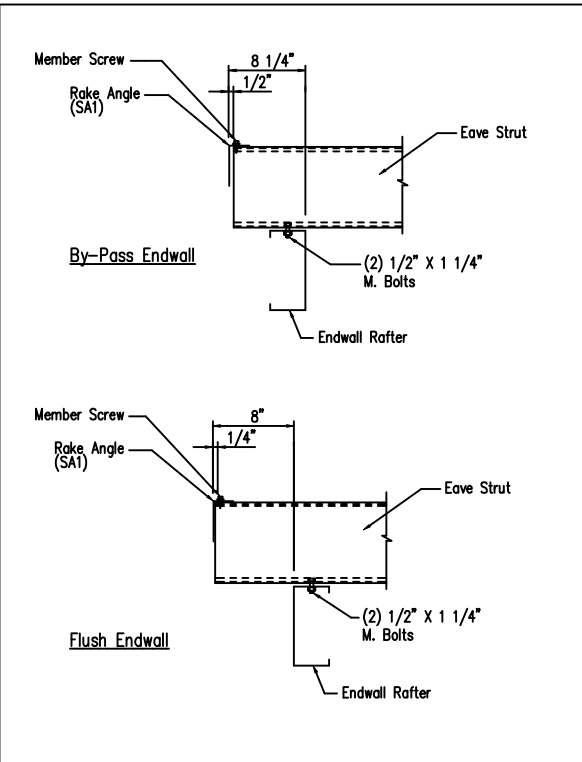 Member Screw
8 1/4"
1/2"
Rake Angle
(SA1)
Eave Strut
By-Pass Endwall
(2) 1/2" X 1 1/4"
M. Bolts
Endwall Rafter
Member Screw
8"
1/4"
Rake Angle
(SA1)
Eave Strut
(2) 1/2" X 1 1/4"
M. Bolts
Flush Endwall
Endwall Rafter